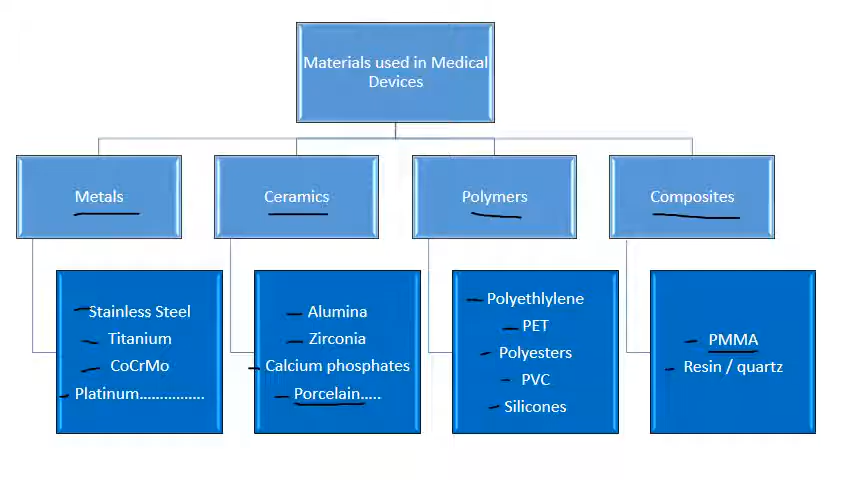 Materials used in Medical
Devices
Metals
Ceramics
Polymers
Composites
Stainless Steel
Titanium
CoCrMo
Platinum...............
Alumina
Zirconia
Calcium phosphates
Porcelain.....
Polyethlylene
PET
Polyesters
PVC
Silicones
PMMA
Resin / quartz